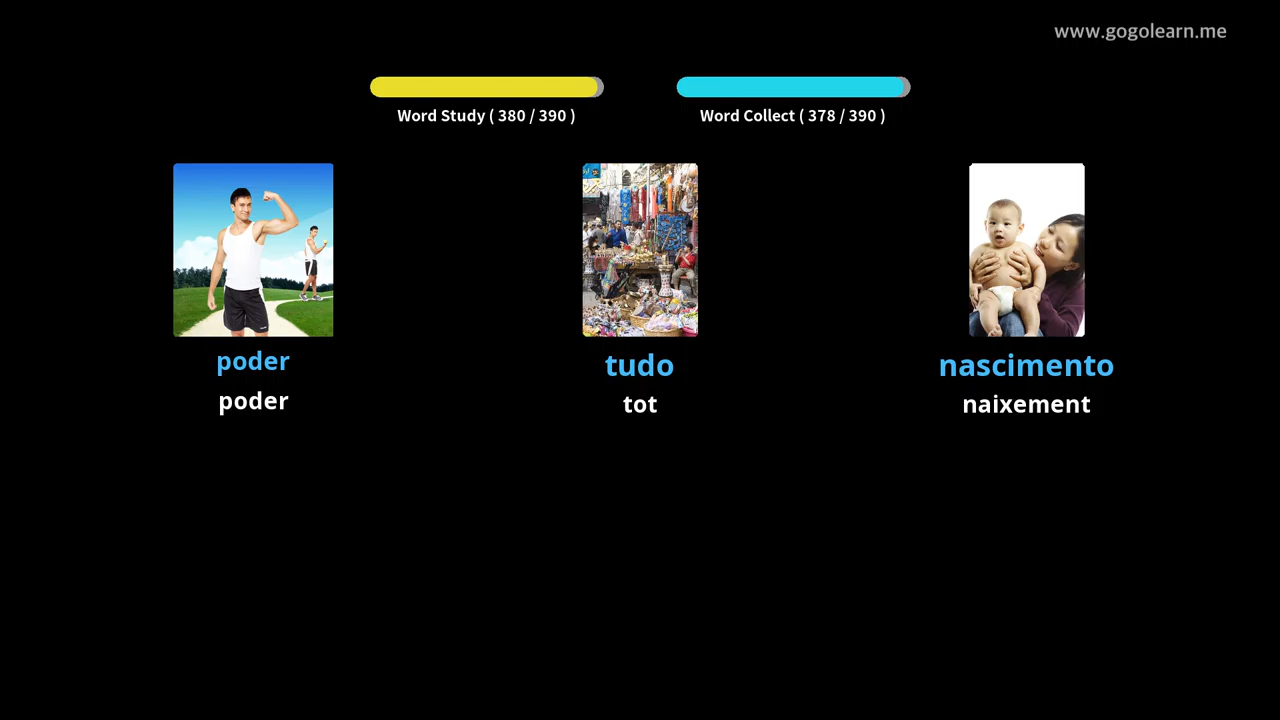 www.gogolearn.me
Word Study ( 380 / 390 )
Word Collect ( 378 / 390 )
poder
poder
tudo
tot
nascimento
naixement